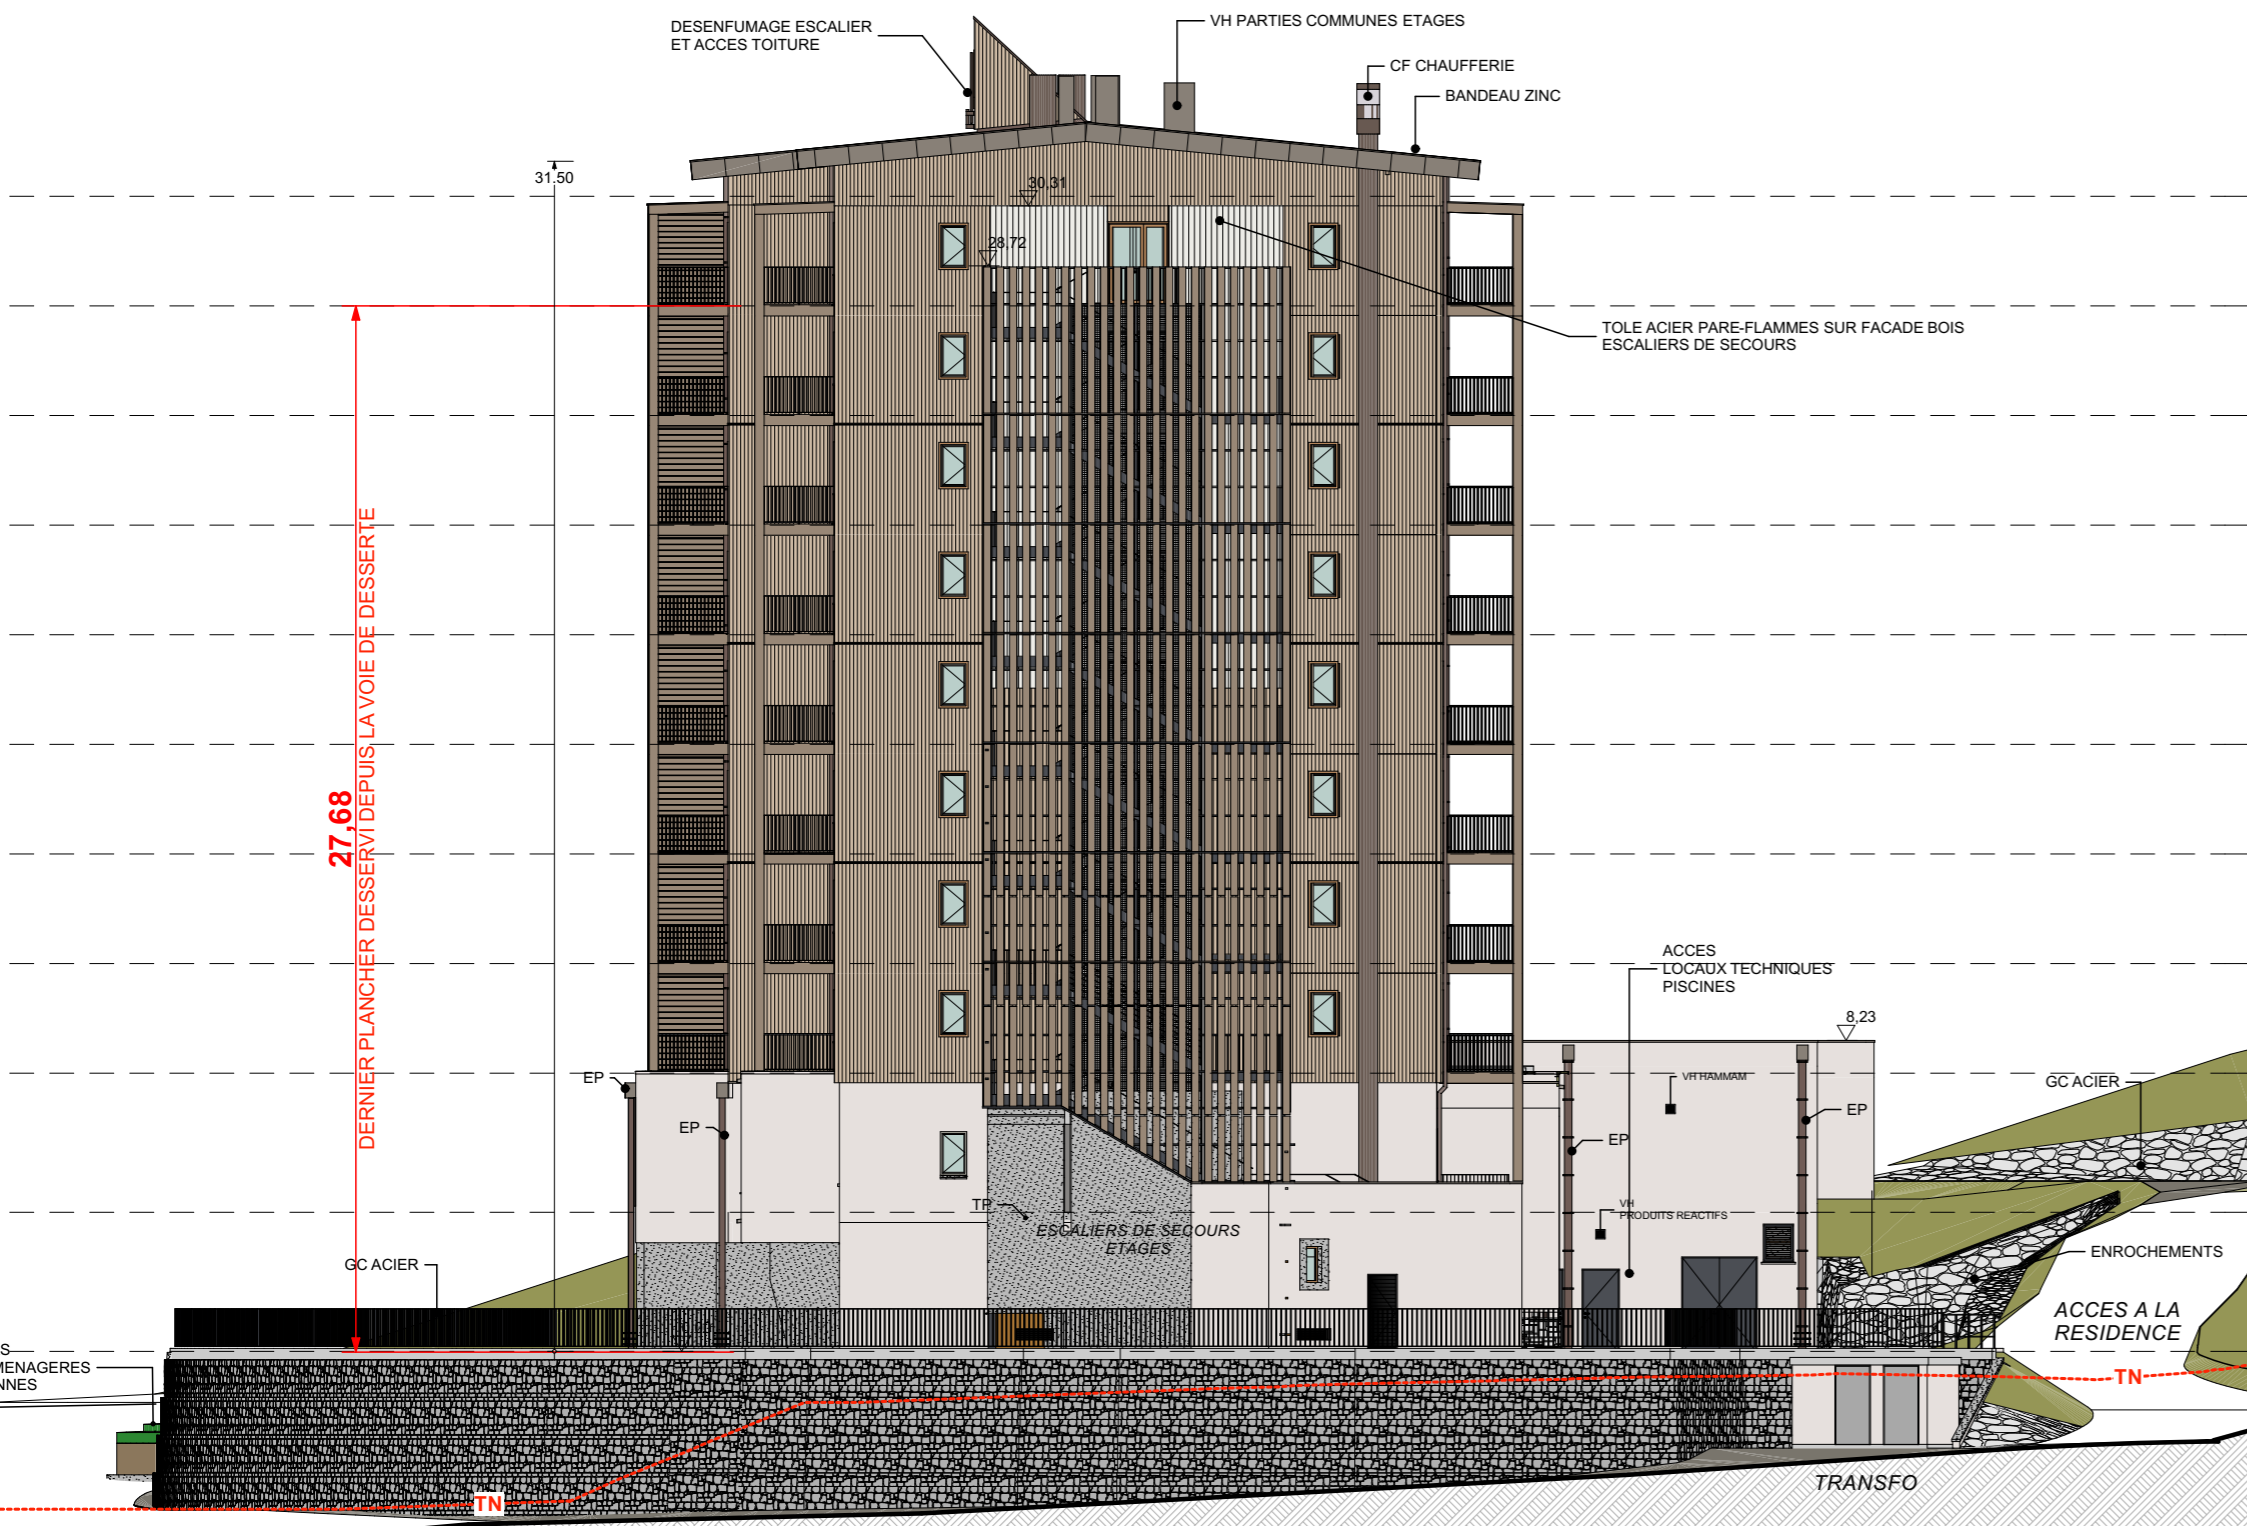 DESENFUMAGE ESCALIER
ET ACCES TOITURE
VH PARTIES COMMUNES ETAGES
CF CHAUFFERIE
BANDEAU ZINC
31.50
30,31
28,72
TOLE ACIER PARE-FLAMMES SUR FACADE BOIS
ESCALIERS DE SECOURS
27,68
DERNIER PLANCHER DESSERVI DEPUIS LA VOIE DE DESSERTE
ACCES
LOCAUX TECHNIQUES
PISCINES
8,23
EP
VH HAMMAM
GC ACIER
EP
EP
EP
TP
ESCALIERS DE SECOURS
ETAGES
VH
PRODUITS REACTIFS
GC ACIER
ENROCHEMENTS
ACCES A LA
RESIDENCE
S
MENAGERES
NNES
TN
TN
TRANSFO